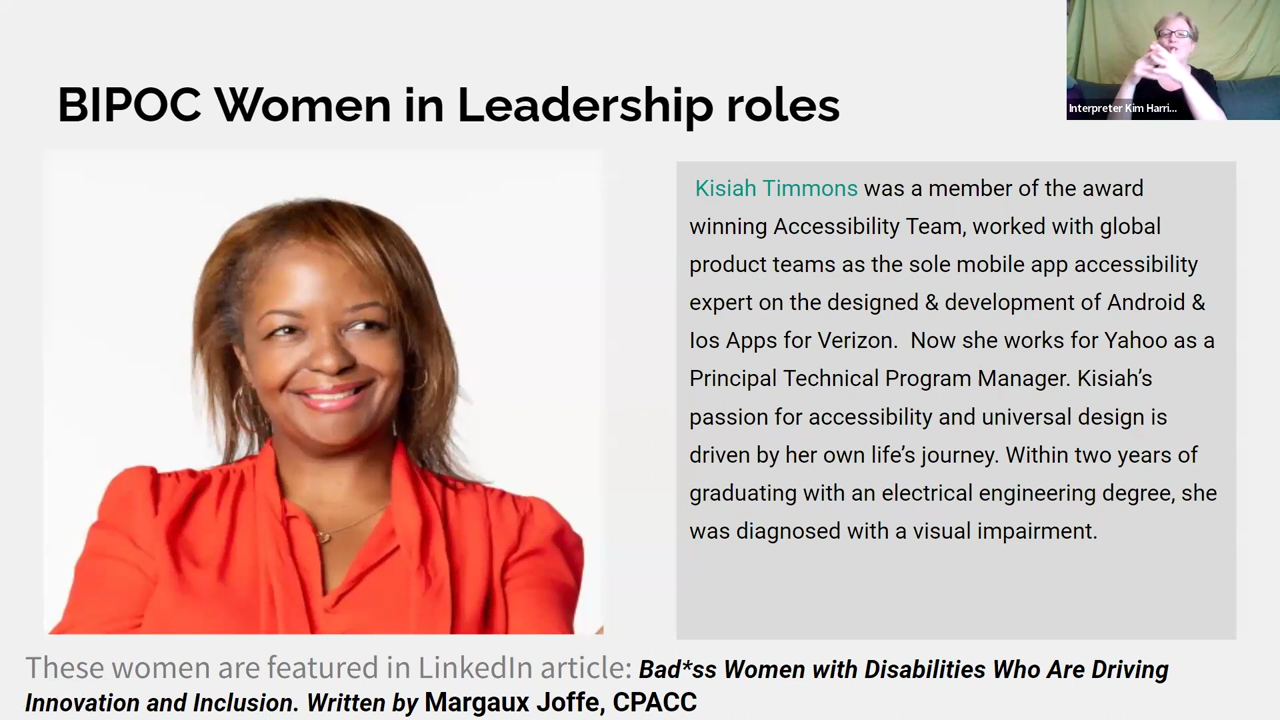 BIPOC Women in Leadership roles
Interpreter Kim Harri...
Kisiah Timmons was a member of the award
winning Accessibility Team, worked with global
product teams as the sole mobile app accessibility
expert on the designed & development of Android &
Ios Apps for Verizon.  Now she works for Yahoo as a
Principal Technical Program Manager. Kisiah’s
passion for accessibility and universal design is
driven by her own life’s journey. Within two years of
graduating with an electrical engineering degree, she
was diagnosed with a visual impairment.
These women are featured in LinkedIn article: Bad*ss Women with Disabilities Who Are Driving
Innovation and Inclusion. Written by Margaux Joffe, CPACC